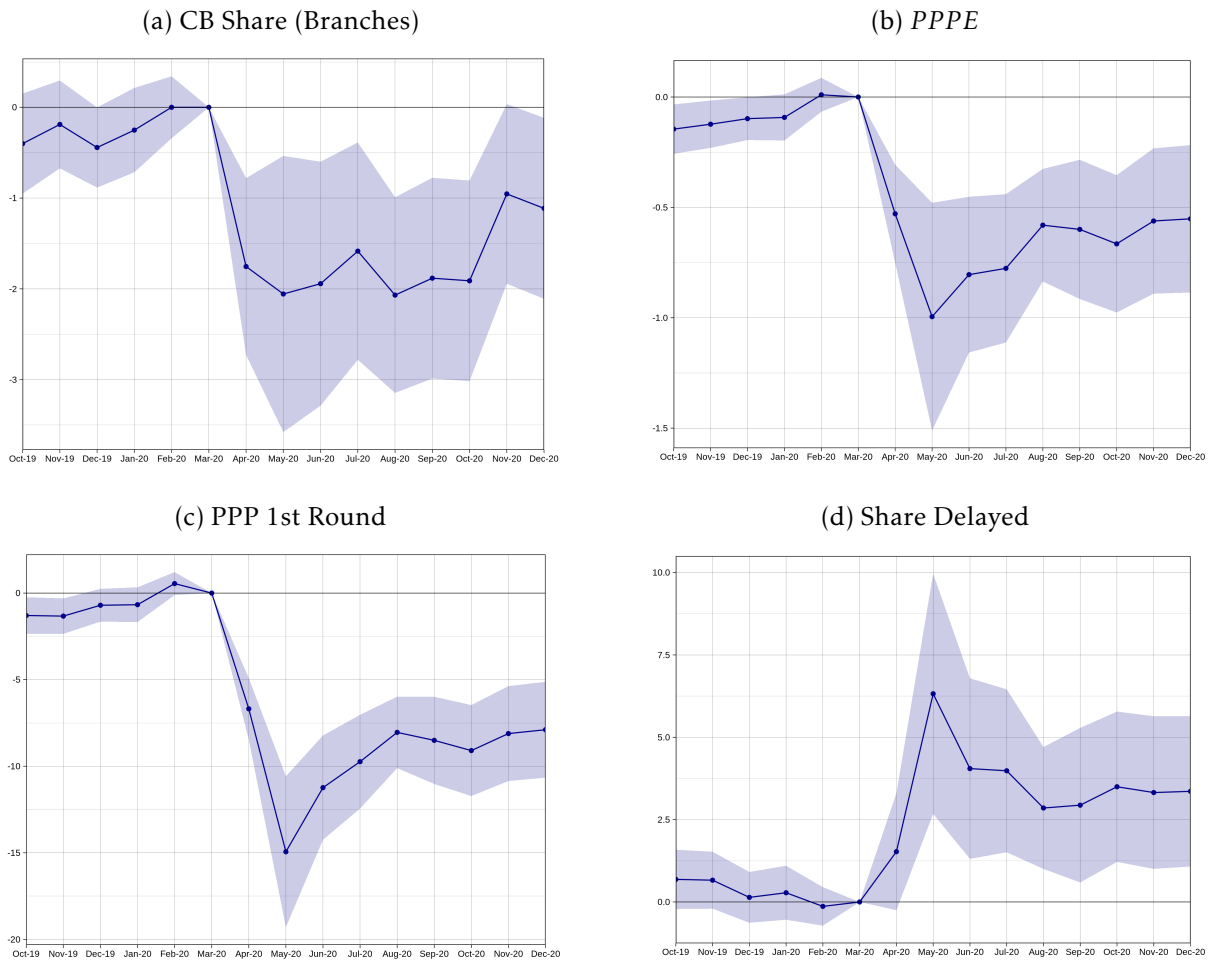 (a) CB Share (Branches)
0
-1
-2
-3
Oct-19 Nov-19 Dec-19 Jan-20 Feb-20 Mar-20 Apr-20 May-20 Jun-20 Jul-20 Aug-20 Sep-20 Oct-20 Nov-20 Dec-20
(b) PPPE
0.0
-0.5
-1.0
-1.5
Oct-19 Nov-19 Dec-19 Jan-20 Feb-20 Mar-20 Apr-20 May-20 Jun-20 Jul-20 Aug-20 Sep-20 Oct-20 Nov-20 Dec-20
(c) PPP 1st Round
0
-5
-10
-15
-20
Oct-19 Nov-19 Dec-19 Jan-20 Feb-20 Mar-20 Apr-20 May-20 Jun-20 Jul-20 Aug-20 Sep-20 Oct-20 Nov-20 Dec-20
(d) Share Delayed
10.0
7.5
5.0
2.5
0.0
Oct-19 Nov-19 Dec-19 Jan-20 Feb-20 Mar-20 Apr-20 May-20 Jun-20 Jul-20 Aug-20 Sep-20 Oct-20 Nov-20 Dec-20